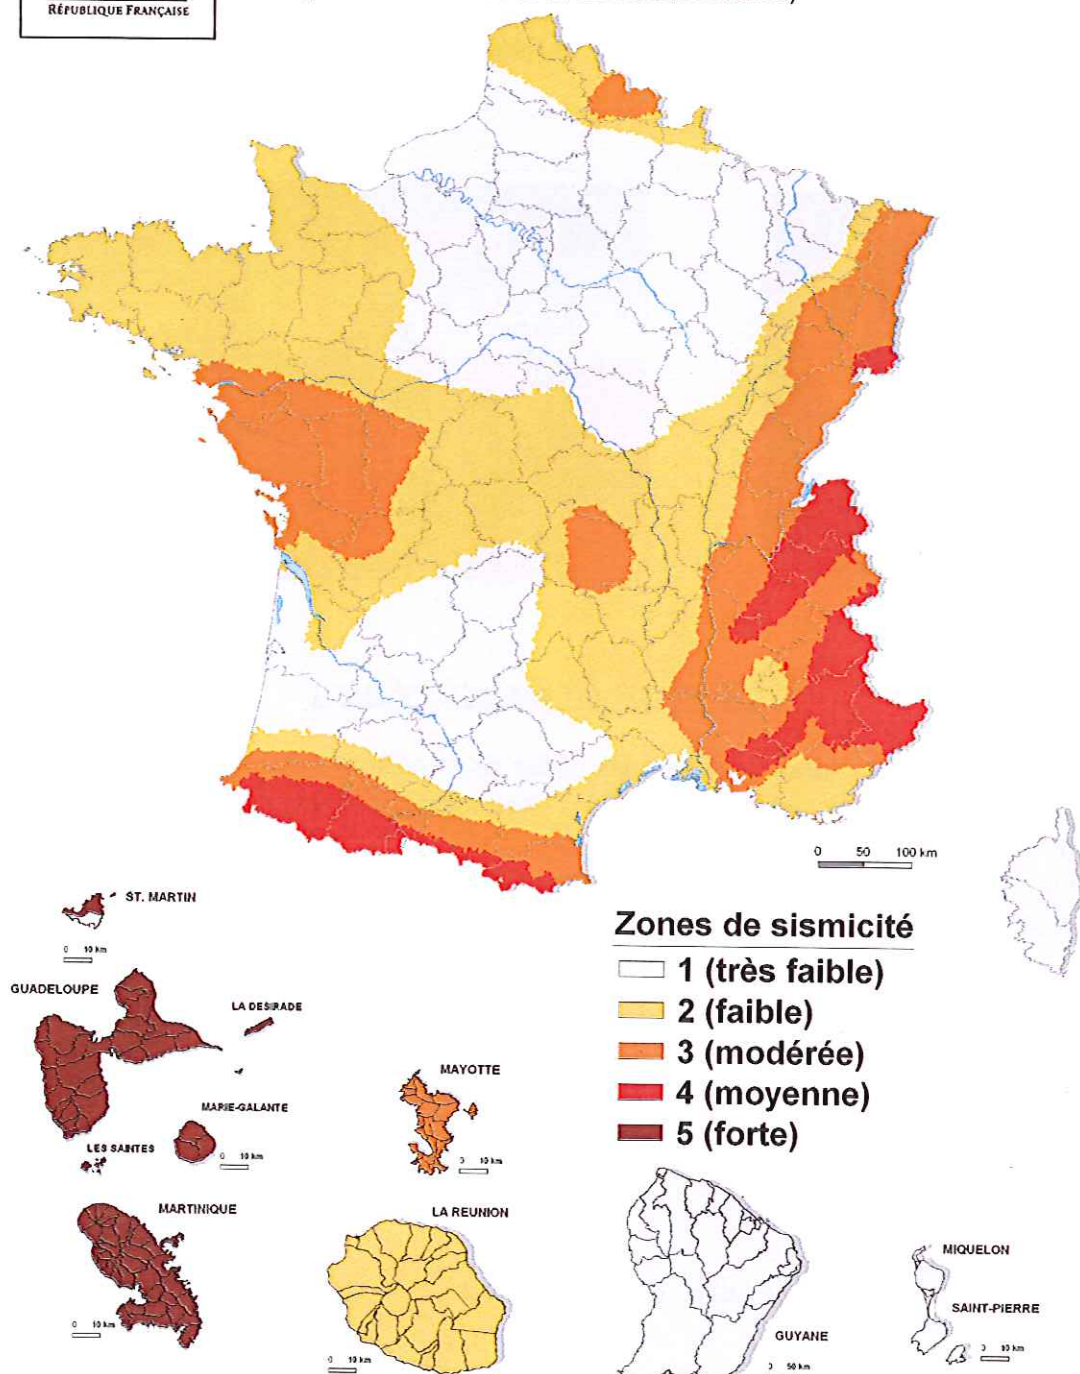 RÉPUBLIQUE FRANÇAISE
0 50 100 km
ST. MARTIN
0 10 km
GUADELOUPE
LA DESIRADE
MARIE-GALANTE
0 10 km
LES SAINTES
MAYOTTE
0 10 km
Zones de sismicité
1 (très faible)
2 (faible)
3 (modérée)
4 (moyenne)
5 (forte)
MARTINIQUE
0 10 km
LA REUNION
0 10 km
GUYANE
0 50 km
MIQUELON
SAINT-PIERRE
0 10 km